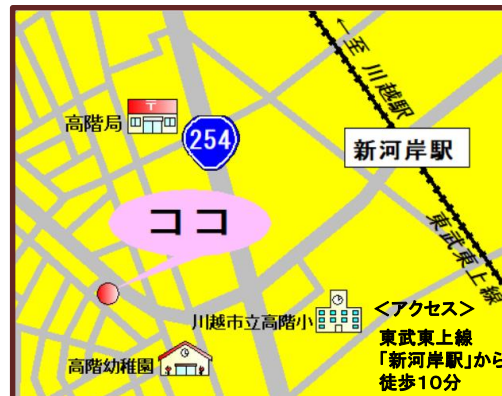 ←至 川越駅
〒
高階局
254
新河岸駅
ココ
東武東上線
川越市立高階小
高階幼稚園
<アクセス>
東武東上線
「新河岸駅」から
徒歩10分